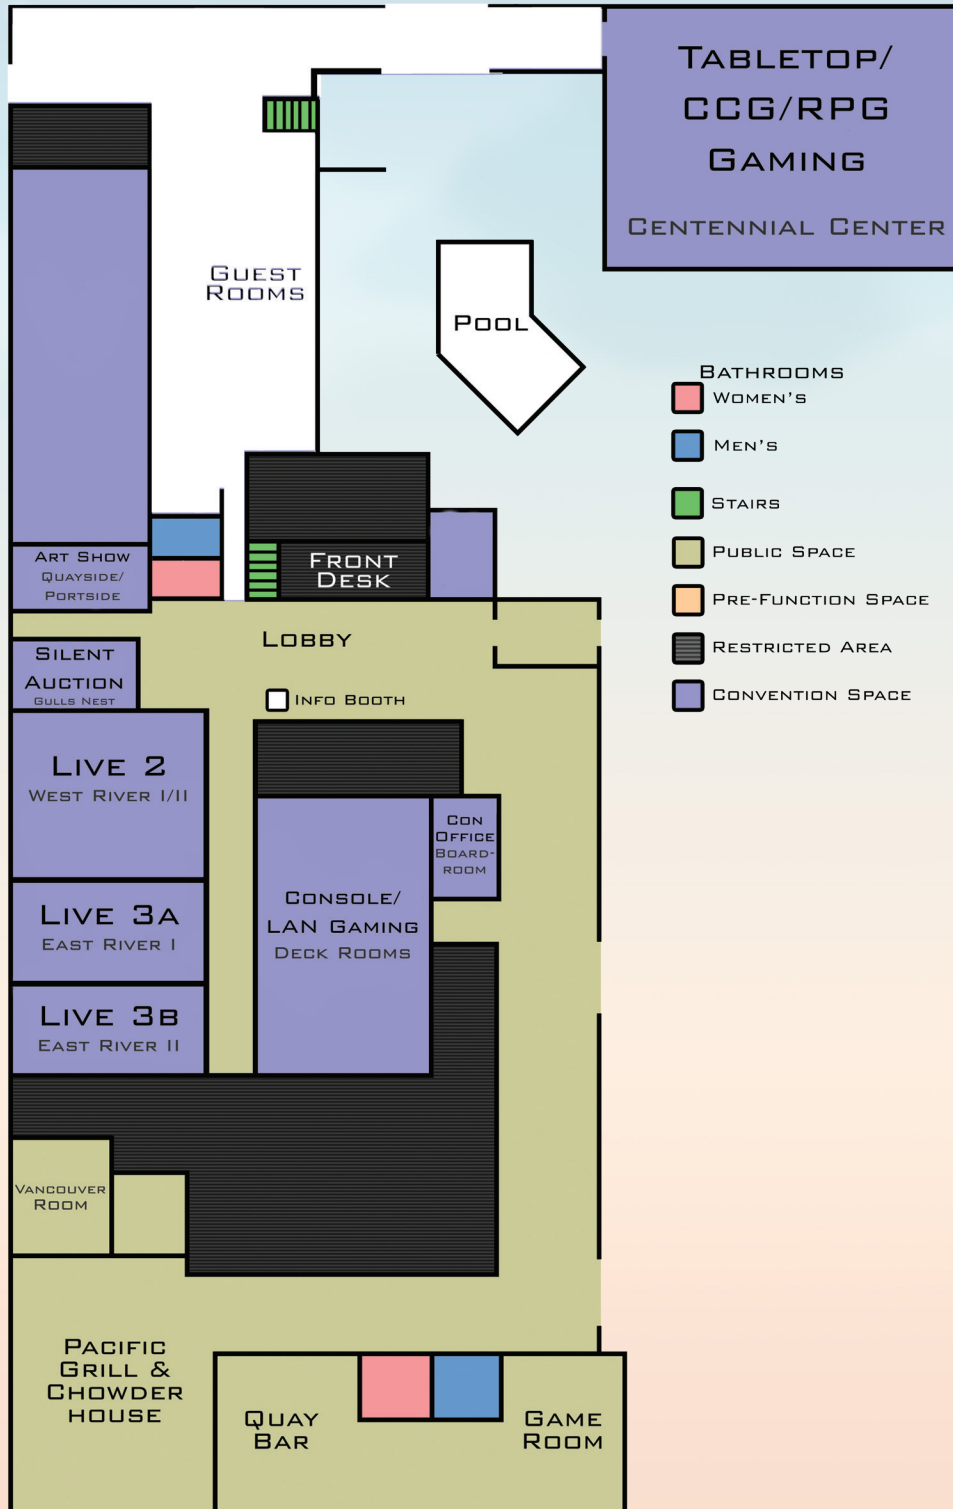 TABLETOP/
CCG/RPG
GAMING
CENTENNIAL CENTER
GUEST
ROOMS
POOL
BATHROOMS
WOMEN'S
MEN'S
STAIRS
PUBLIC SPACE
PRE-FUNCTION SPACE
RESTRICTED AREA
CONVENTION SPACE
ART SHOW
QUAYSIDE/
PORTSIDE
FRONT
DESK
LOBBY
SILENT
AUCTION
GULLS NEST
INFO BOOTH
LIVE 2
WEST RIVER I/II
CON
OFFICE
BOARD-
ROOM
CONSOLE/
LAN GAMING
DECK ROOMS
LIVE 3A
EAST RIVER I
LIVE 3B
EAST RIVER II
VANCOUVER
ROOM
PACIFIC
GRILL &
CHOWDER
HOUSE
QUAY
BAR
GAME
ROOM